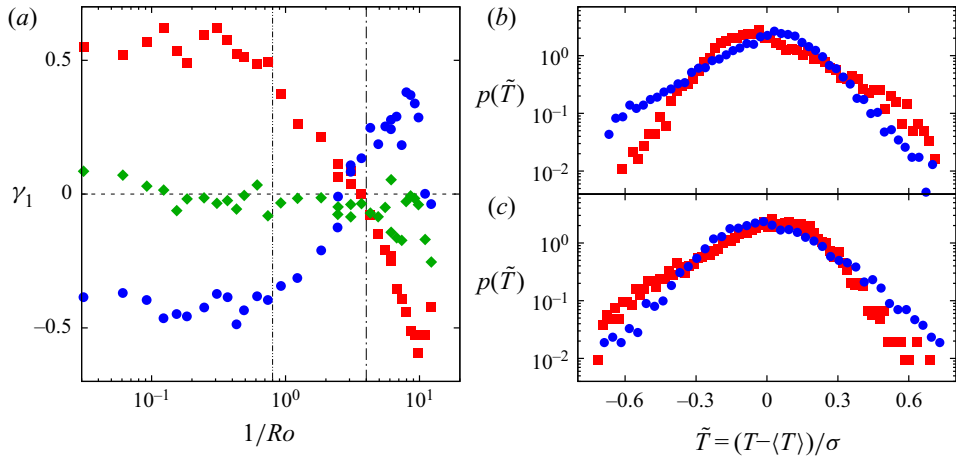 (a)
0.5
0
−0.5
γ₁
10⁻¹ 10⁰ 10¹
1/Ro
(b)
10⁰
10⁻¹
10⁻²
p(T̃)
(c)
10⁰
10⁻¹
10⁻²
p(T̃)
−0.6 −0.3 0 0.3 0.6
T̃ = (T−⟨T⟩)/σ